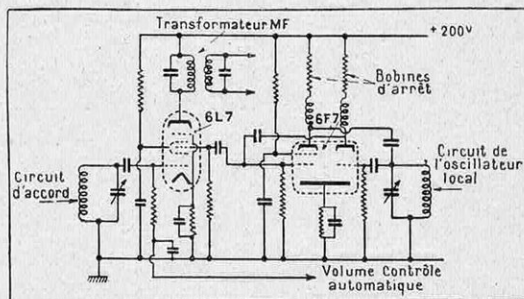 Transformateur MF
+ 200V
Bobines
d'arrêt
6L7
6F7
Circuit
d'accord
Circuit de
l'oscillateur
local
Volume Contrôle
automatique